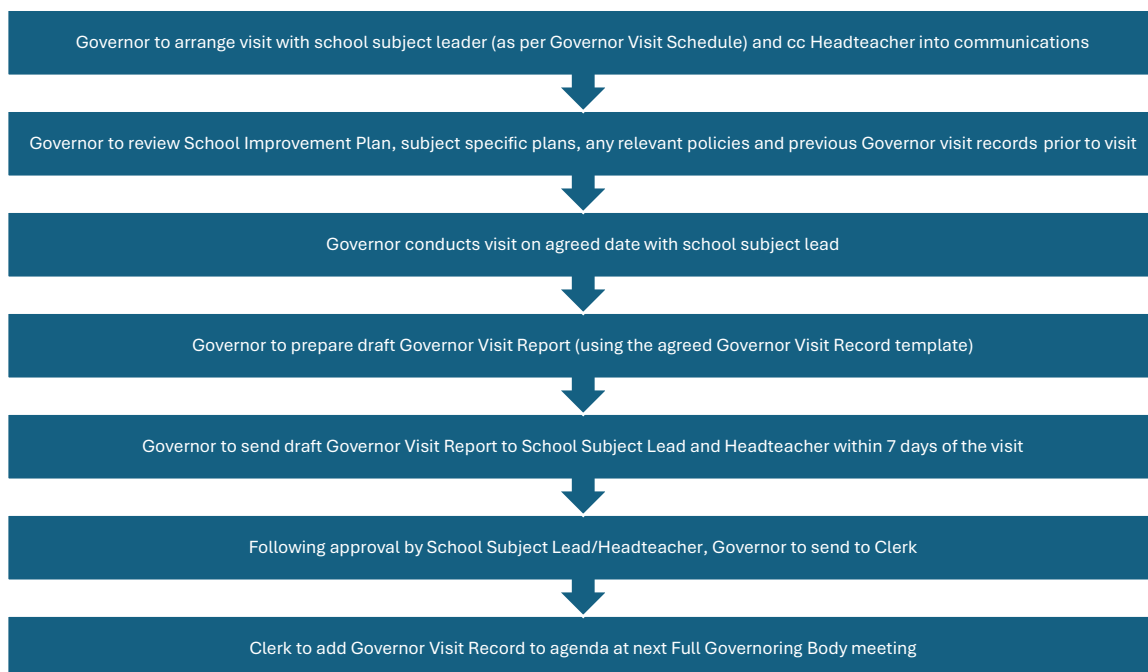 Governor to arrange visit with school subject leader (as per Governor Visit Schedule) and cc Headteacher into communications
Governor to review School Improvement Plan, subject specific plans, any relevant policies and previous Governor visit records prior to visit
Governor conducts visit on agreed date with school subject lead
Governor to prepare draft Governor Visit Report (using the agreed Governor Visit Record template)
Governor to send draft Governor Visit Report to School Subject Lead and Headteacher within 7 days of the visit
Following approval by School Subject Lead/Headteacher, Governor to send to Clerk
Clerk to add Governor Visit Record to agenda at next Full Governoring Body meeting